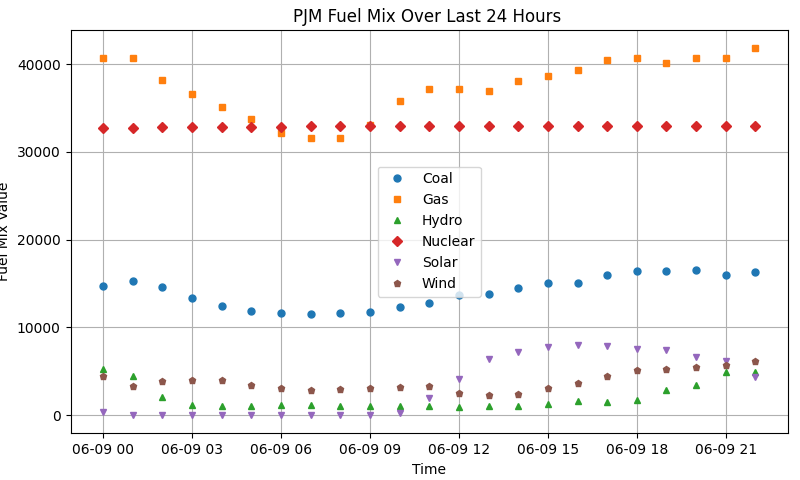 PJM Fuel Mix Over Last 24 Hours
40000
30000
20000
10000
0
Fuel Mix Value
Coal
Gas
Hydro
Nuclear
Solar
Wind
06-09 00 06-09 03 06-09 06 06-09 09 06-09 12 06-09 15 06-09 18 06-09 21
Time